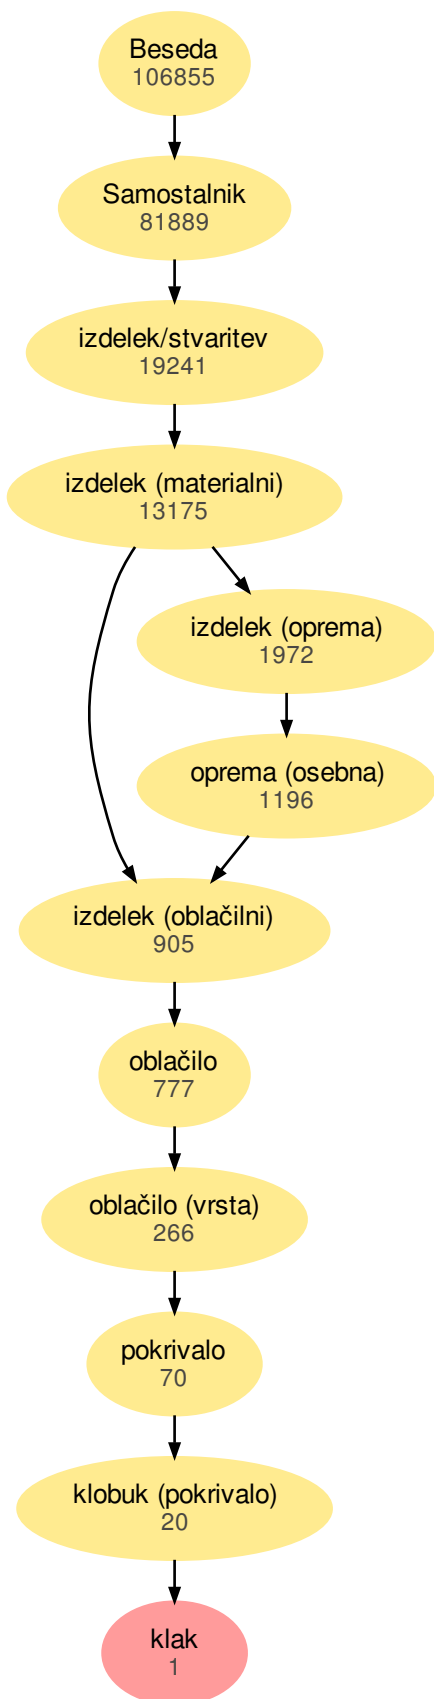 Beseda
106855
Samostalnik
81889
izdelek/stvaritev
19241
izdelek (materialni)
13175
izdelek (oprema)
1972
oprema (osebna)
1196
izdelek (oblačilni)
905
oblačilo
777
oblačilo (vrsta)
266
pokrivalo
70
klobuk (pokrivalo)
20
klak
1